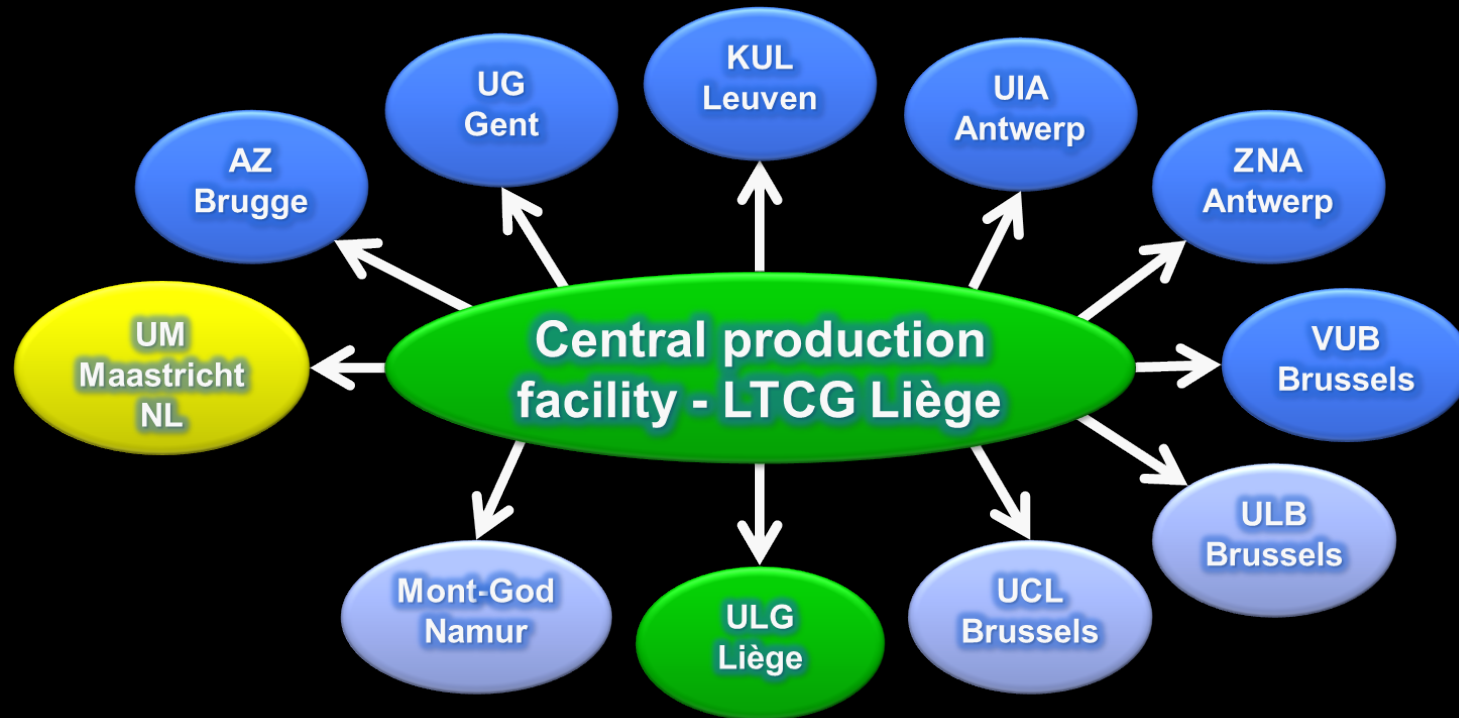 KUL
Leuven
UG
Gent
UIA
Antwerp
AZ
Brugge
ZNA
Antwerp
UM
Maastricht
NL
Central production
facility - LTCG Liège
VUB
Brussels
ULB
Brussels
Mont-God
Namur
ULG
Liège
UCL
Brussels